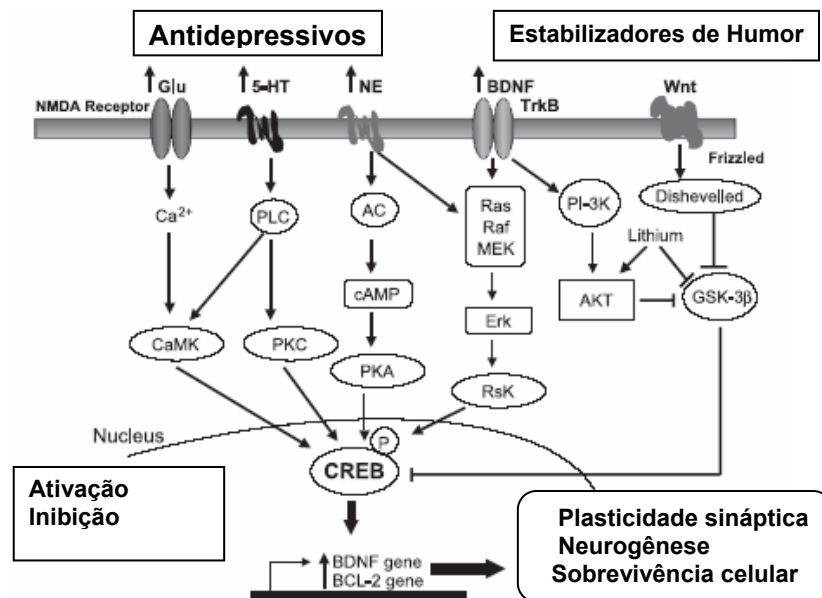 Antidepressivos
Estabilizadores de Humor
Glu
5-HT
NE
BDNF
Wnt
NMDA Receptor
TrkB
Frizzled
Ca2+
PLC
AC
Ras
Raf
MEK
PI-3K
Dishevelled
Lithium
cAMP
AKT
GSK-3β
Erk
CaMK
PKC
PKA
RsK
Nucleus
P
CREB
Ativação
Inibição
Plasticidade sináptica
Neurogênese
Sobrevivência celular
BDNF gene
BCL-2 gene